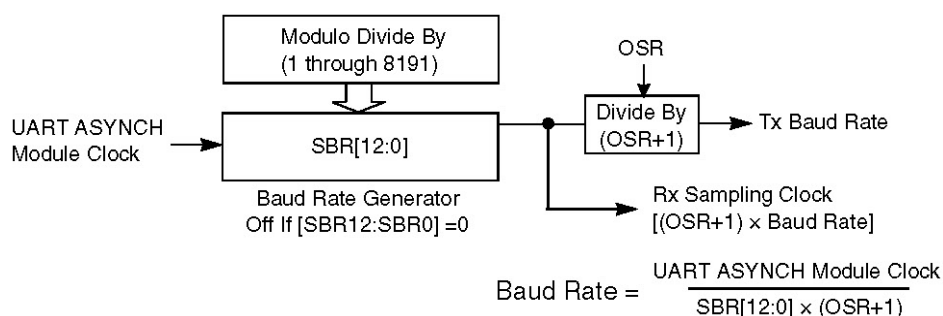 Modulo Divide By
(1 through 8191)
OSR
UART ASYNCH
Module Clock
SBR[12:0]
Divide By
(OSR+1)
Tx Baud Rate
Baud Rate Generator
Off If [SBR12:SBR0] =0
Rx Sampling Clock
[(OSR+1) × Baud Rate]
Baud Rate =
UART ASYNCH Module Clock
SBR[12:0] × (OSR+1)